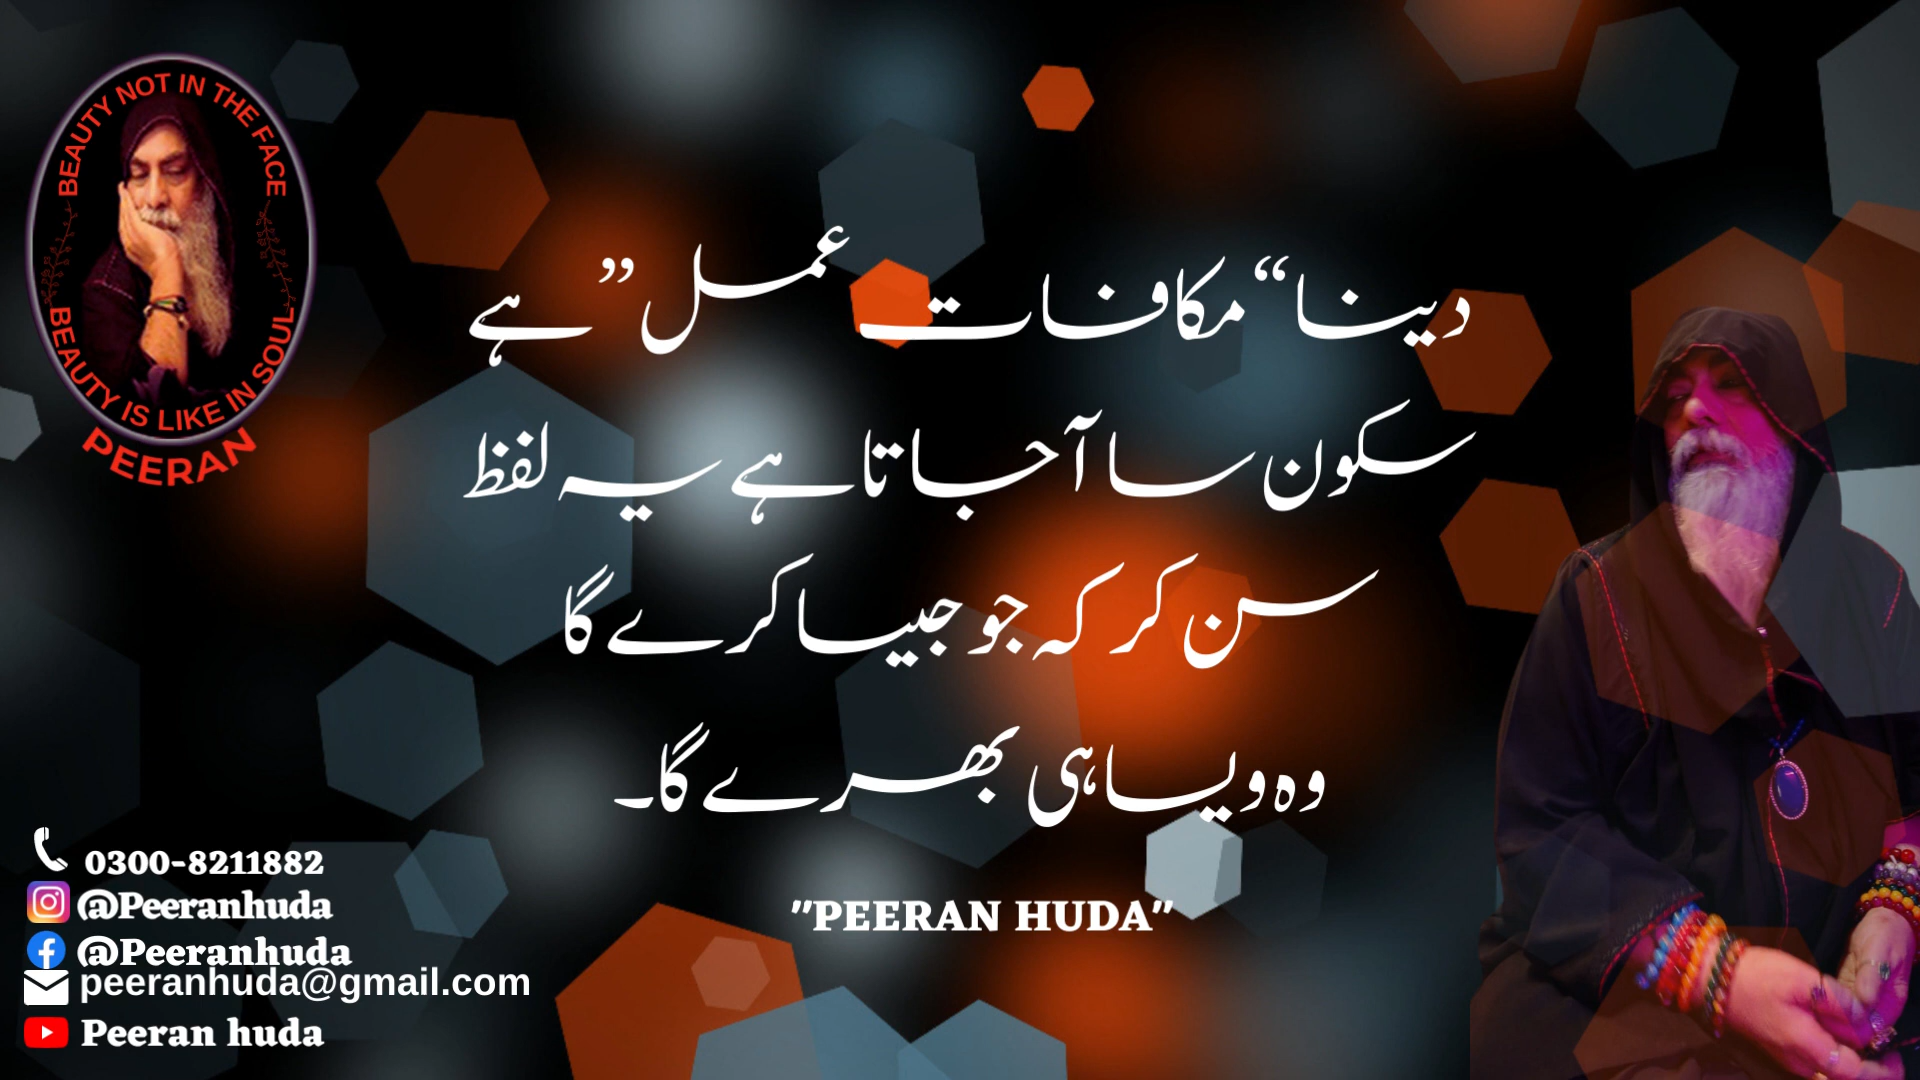 BEAUTY NOT IN THE FACE
BEAUTY IS LIKE IN SOUL
PEERAN
دینا “مکافات عمل” ہے
سکون سا آجاتا ہے یہ لفظ
سن کر کہ جو جیسا کرے گا
وہ ویسا ہی بھرے گا۔
"PEERAN HUDA"
0300-8211882
@Peeranhuda
@Peeranhuda
peeranhuda@gmail.com
Peeran huda